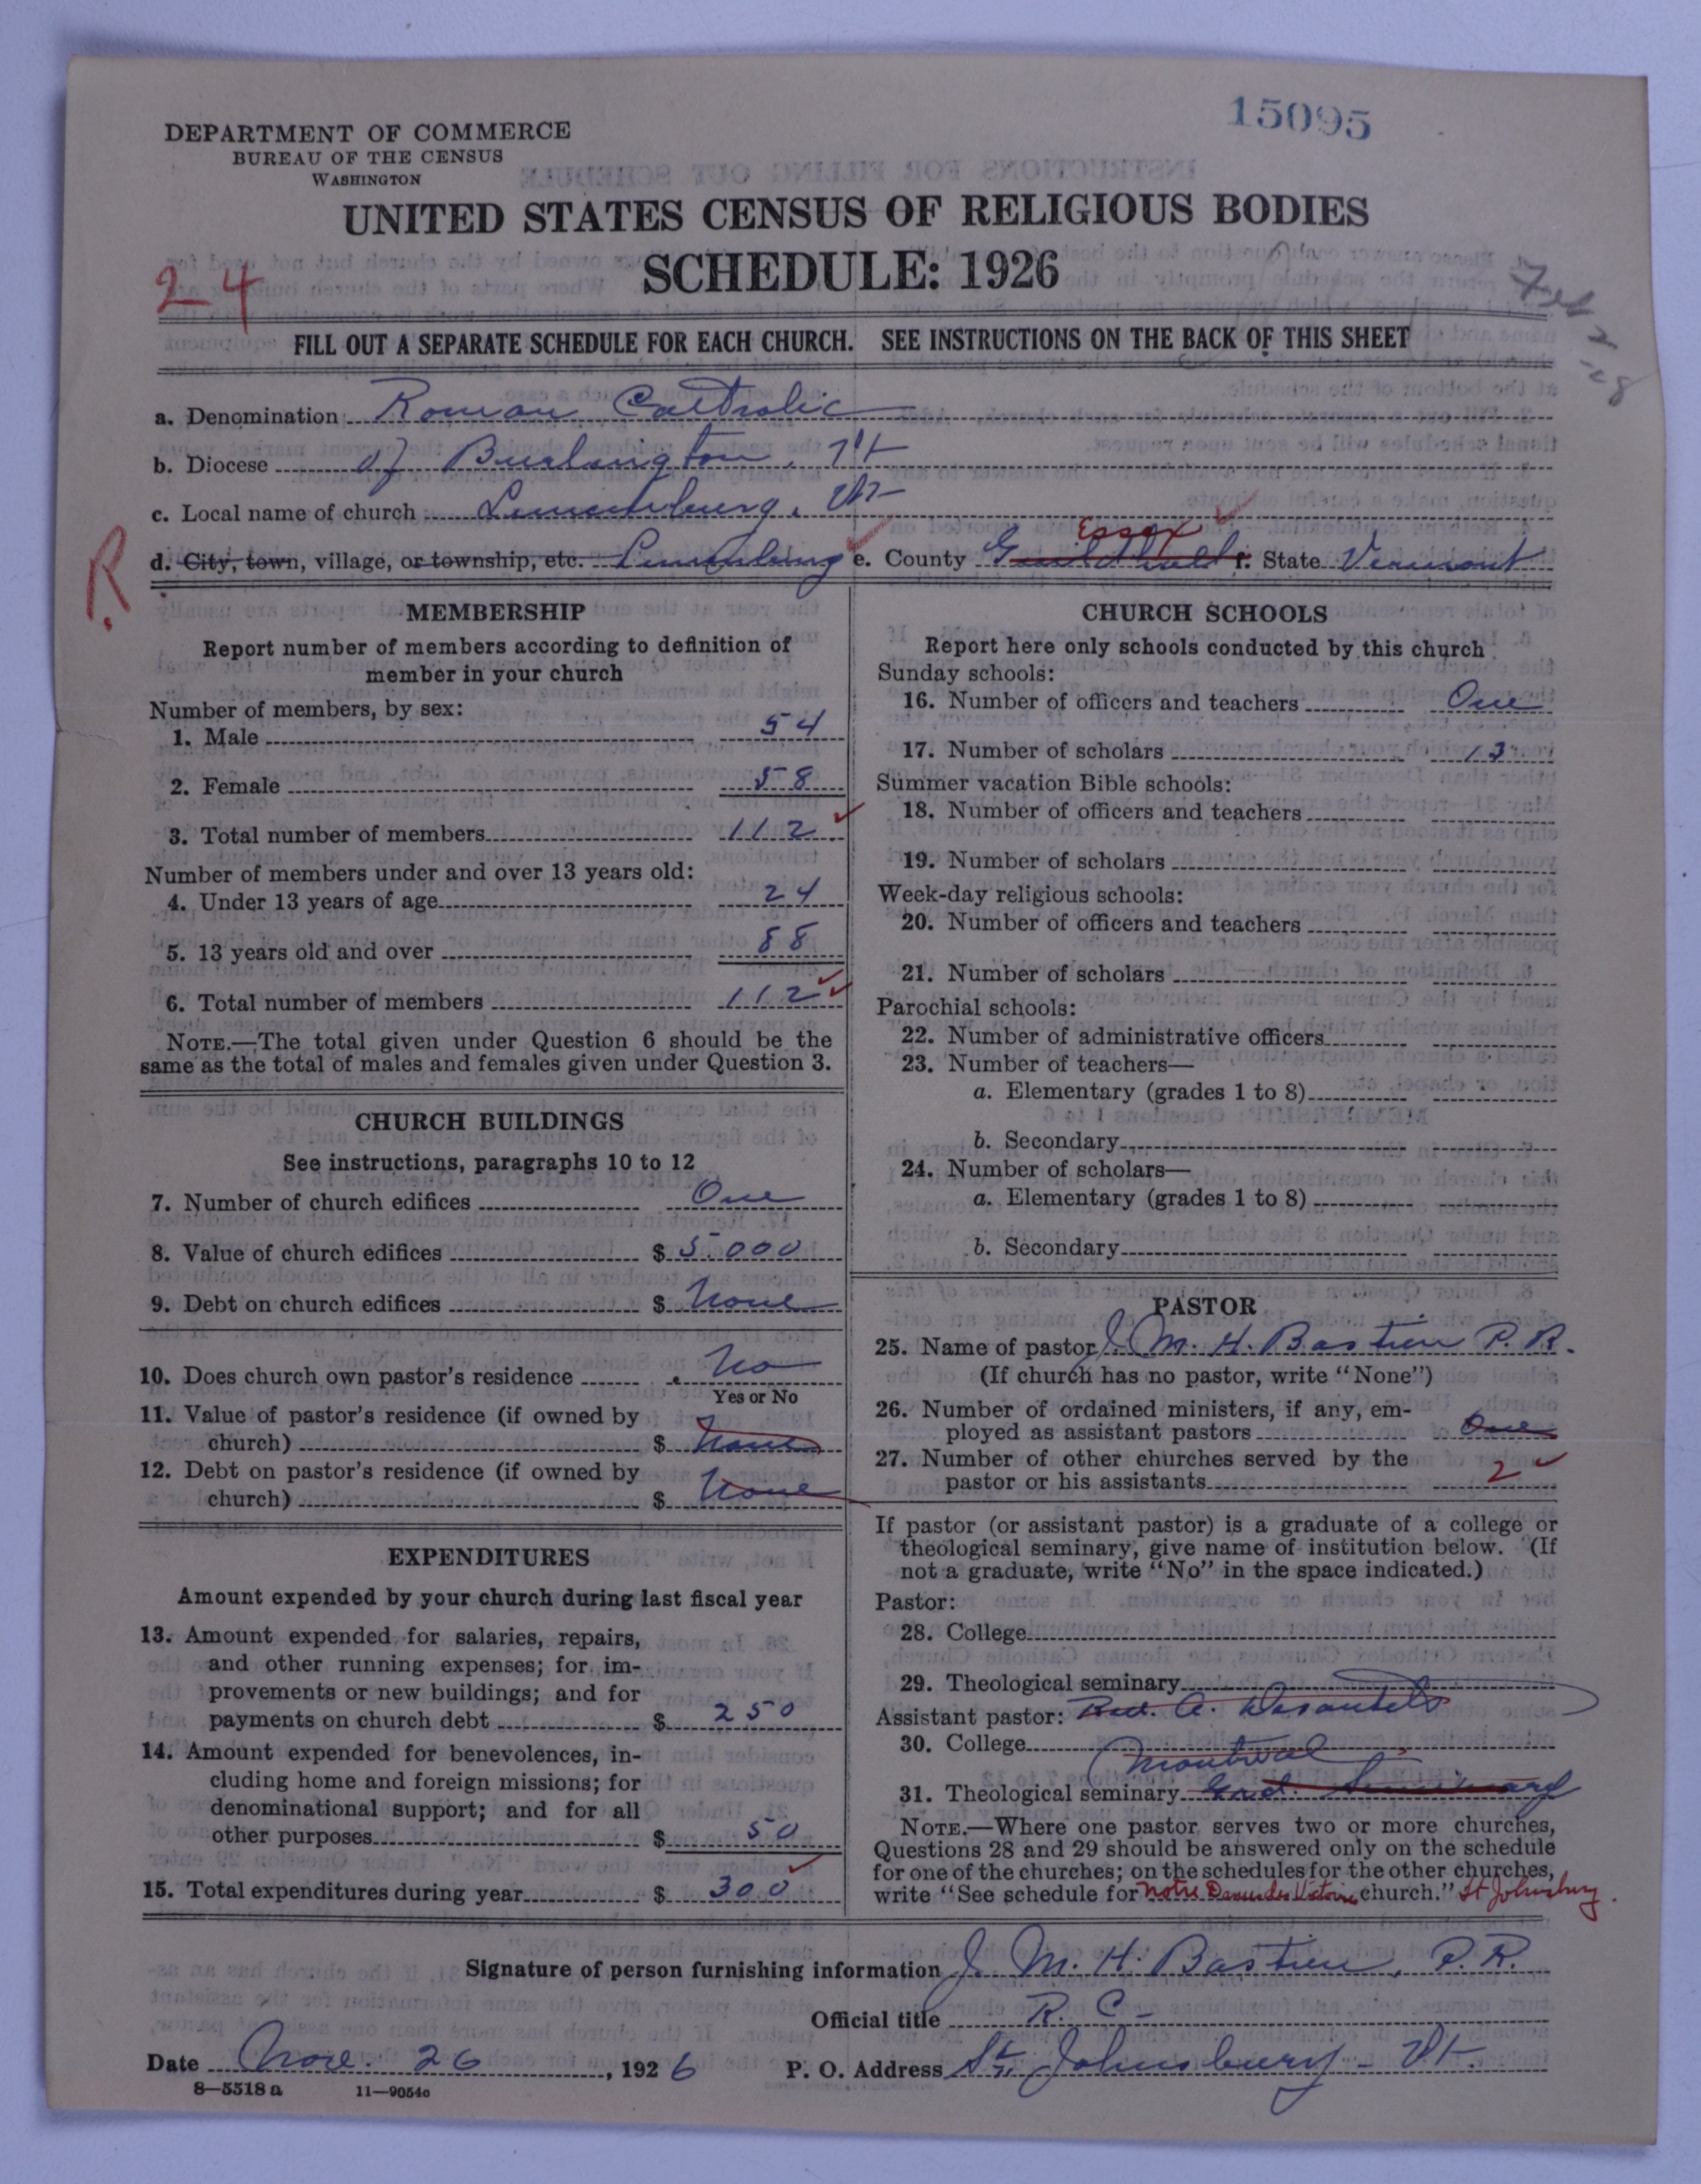 15095
DEPARTMENT OF COMMERCE
BUREAU OF THE CENSUS
WASHINGTON
UNITED STATES CENSUS OF RELIGIOUS BODIES
SCHEDULE: 1926
24
Feb 2 -28
FILL OUT A SEPARATE SCHEDULE FOR EACH CHURCH. SEE INSTRUCTIONS ON THE BACK OF THIS SHEET
a. Denomination Roman Catholic
b. Diocese of Burlington, Vt
c. Local name of church Lunenburg, Vt
R
Essex
d. City, town, village, or township, etc. Lunenburg e. County f. State Vermont
MEMBERSHIP
Report number of members according to definition of
member in your church
Number of members, by sex:
1. Male 54
2. Female 58
3. Total number of members 112
Number of members under and over 13 years old:
4. Under 13 years of age 24
5. 13 years old and over 88
6. Total number of members 112
NOTE.—The total given under Question 6 should be the
same as the total of males and females given under Question 3.
CHURCH BUILDINGS
See instructions, paragraphs 10 to 12
7. Number of church edifices One
8. Value of church edifices $ 5.000
9. Debt on church edifices $ None
10. Does church own pastor's residence No
Yes or No
11. Value of pastor's residence (if owned by
church) $ None
12. Debt on pastor's residence (if owned by
church) $ None
EXPENDITURES
Amount expended by your church during last fiscal year
13. Amount expended for salaries, repairs,
and other running expenses; for im-
provements or new buildings; and for
payments on church debt $ 250
14. Amount expended for benevolences, in-
cluding home and foreign missions; for
denominational support; and for all
other purposes $ 50
15. Total expenditures during year $ 300
CHURCH SCHOOLS
Report here only schools conducted by this church
Sunday schools:
16. Number of officers and teachers One
17. Number of scholars 13
Summer vacation Bible schools:
18. Number of officers and teachers
19. Number of scholars
Week-day religious schools:
20. Number of officers and teachers
21. Number of scholars
Parochial schools:
22. Number of administrative officers
23. Number of teachers—
a. Elementary (grades 1 to 8)
b. Secondary
24. Number of scholars—
a. Elementary (grades 1 to 8)
b. Secondary
PASTOR
25. Name of pastor J. M. H. Bastien P. R.
(If church has no pastor, write "None")
26. Number of ordained ministers, if any, em-
ployed as assistant pastors One
27. Number of other churches served by the
pastor or his assistants 2
If pastor (or assistant pastor) is a graduate of a college or
theological seminary, give name of institution below. (If
not a graduate, write "No" in the space indicated.)
Pastor:
28. College
29. Theological seminary
Assistant pastor: Rev. A. Desautels
30. College
Montreal
31. Theological seminary Grd. Seminary
NOTE.—Where one pastor serves two or more churches,
Questions 28 and 29 should be answered only on the schedule
for one of the churches; on the schedules for the other churches,
write "See schedule for Notre Dame des Victoire church." St Johnsbury.
Signature of person furnishing information J. M. H. Bastien, P. R.
Official title R. C-
Date Nov. 26, 1926 P. O. Address St. Johnsbury - Vt.
8—5518 a 11—9054c